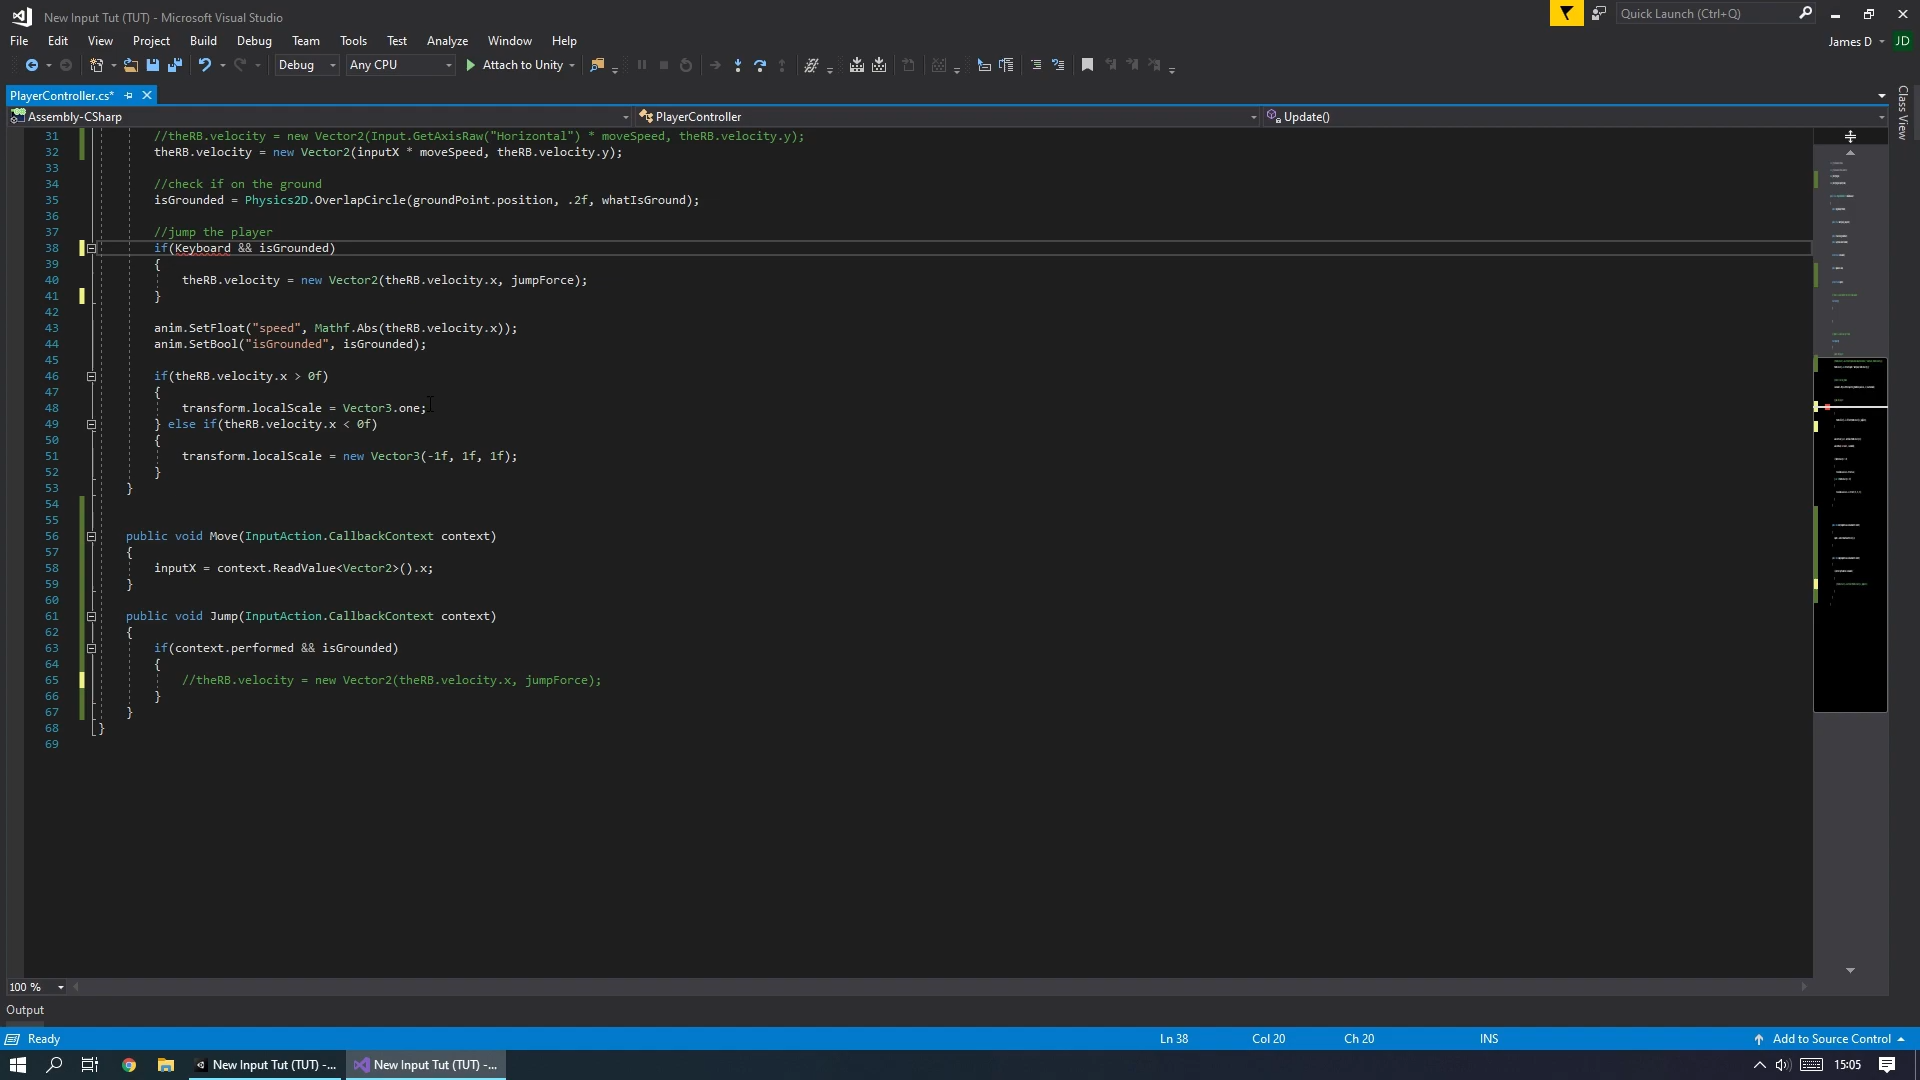 New Input Tut (TUT) - Microsoft Visual Studio
Quick Launch (Ctrl+Q)
File Edit View Project Build Debug Team Tools Test Analyze Window Help
James D JD
Debug Any CPU Attach to Unity
PlayerController.cs*
Class View
Assembly-CSharp PlayerController Update()
31 //theRB.velocity = new Vector2(Input.GetAxisRaw("Horizontal") * moveSpeed, theRB.velocity.y);
32 theRB.velocity = new Vector2(inputX * moveSpeed, theRB.velocity.y);
33
34 //check if on the ground
35 isGrounded = Physics2D.OverlapCircle(groundPoint.position, .2f, whatIsGround);
36
37 //jump the player
38 if(Keyboard && isGrounded)
39 {
40 theRB.velocity = new Vector2(theRB.velocity.x, jumpForce);
41 }
42
43 anim.SetFloat("speed", Mathf.Abs(theRB.velocity.x));
44 anim.SetBool("isGrounded", isGrounded);
45
46 if(theRB.velocity.x > 0f)
47 {
48 transform.localScale = Vector3.one;
49 } else if(theRB.velocity.x < 0f)
50 {
51 transform.localScale = new Vector3(-1f, 1f, 1f);
52 }
53 }
54
55
56 public void Move(InputAction.CallbackContext context)
57 {
58 inputX = context.ReadValue<Vector2>().x;
59 }
60
61 public void Jump(InputAction.CallbackContext context)
62 {
63 if(context.performed && isGrounded)
64 {
65 //theRB.velocity = new Vector2(theRB.velocity.x, jumpForce);
66 }
67 }
68 }
69
100 %
Output
Ready Ln 38 Col 20 Ch 20 INS Add to Source Control
New Input Tut (TUT) -... New Input Tut (TUT) -... 15:05